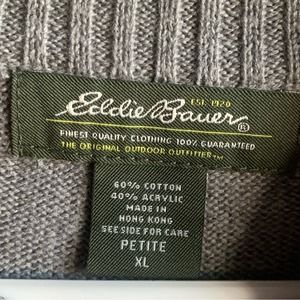 EST. 1920
Eddie Bauer®
FINEST QUALITY CLOTHING 100% GUARANTEED
THE ORIGINAL OUTDOOR OUTFITTER™
60% COTTON
40% ACRYLIC
MADE IN
HONG KONG
SEE SIDE FOR CARE
PETITE
XL